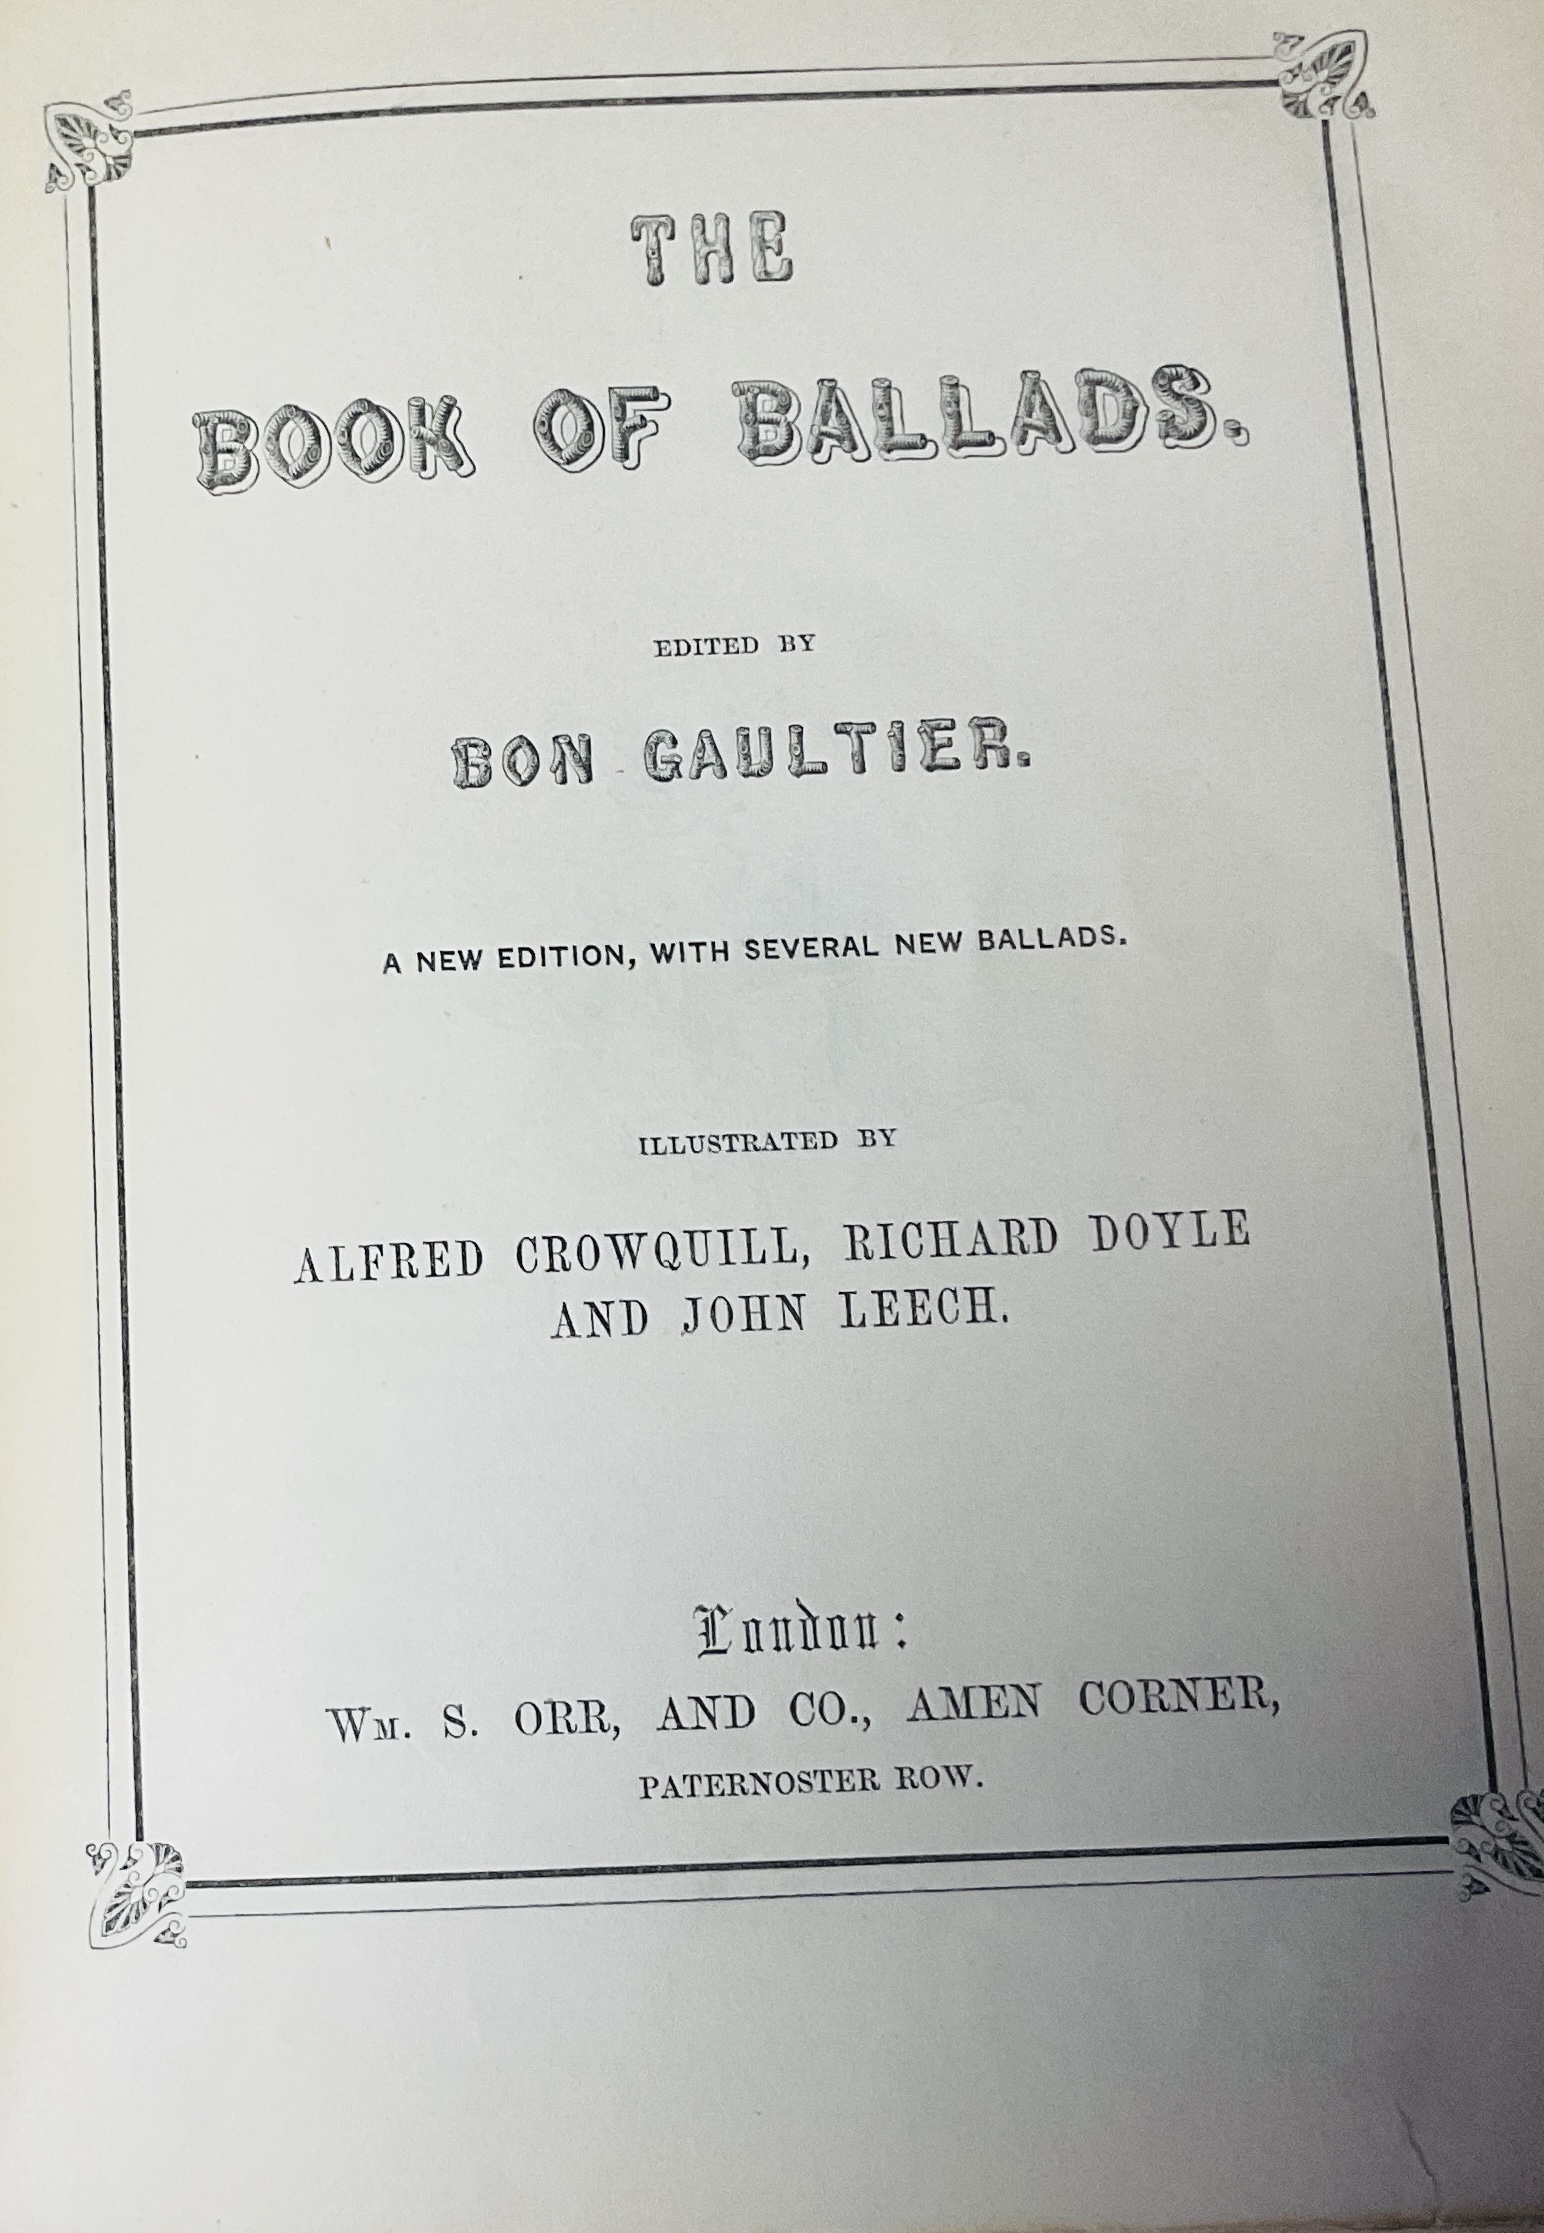 THE
BOOK OF BALLADS.
EDITED BY
BON GAULTIER.
A NEW EDITION, WITH SEVERAL NEW BALLADS.
ILLUSTRATED BY
ALFRED CROWQUILL, RICHARD DOYLE
AND JOHN LEECH.
London:
WM. S. ORR, AND CO., AMEN CORNER,
PATERNOSTER ROW.